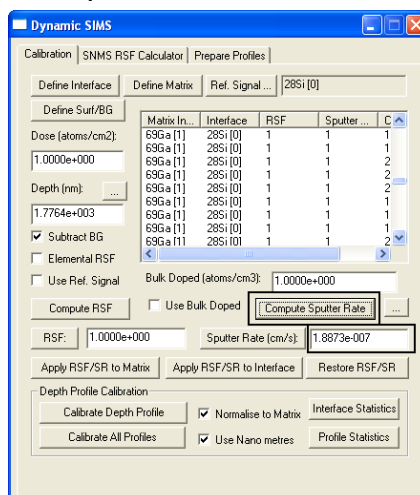 Dynamic SIMS
Calibration SNMS RSF Calculator Prepare Profiles
Define Interface Define Matrix Ref. Signal ... 28Si [0]
Define Surf/BG
Matrix In... Interface RSF Sputter ... C
Dose (atoms/cm2):
69Ga [1] 28Si [0] 1 1 1
69Ga [1] 28Si [0] 1 1 1
1.0000e+000
69Ga [1] 28Si [0] 1 1 2
69Ga [1] 28Si [0] 1 1 2
Depth (nm): ...
69Ga [1] 28Si [0] 1 1 2
69Ga [1] 28Si [0] 1 1 1
1.7764e+003
69Ga [1] 28Si [0] 1 1 1
69Ga [1] 28Si [0] 1 1 2
Subtract BG
69Ga [1] 28Si [0] 1 1 2
Elemental RSF
Use Ref. Signal Bulk Doped (atoms/cm3): 1.0000e+000
Compute RSF Use Bulk Doped Compute Sputter Rate ...
RSF: 1.0000e+000 Sputter Rate (cm/s): 1.8873e-007
Apply RSF/SR to Matrix Apply RSF/SR to Interface Restore RSF/SR
Depth Profile Calibration
Calibrate Depth Profile Normalise to Matrix Interface Statistics
Calibrate All Profiles Use Nano metres Profile Statistics